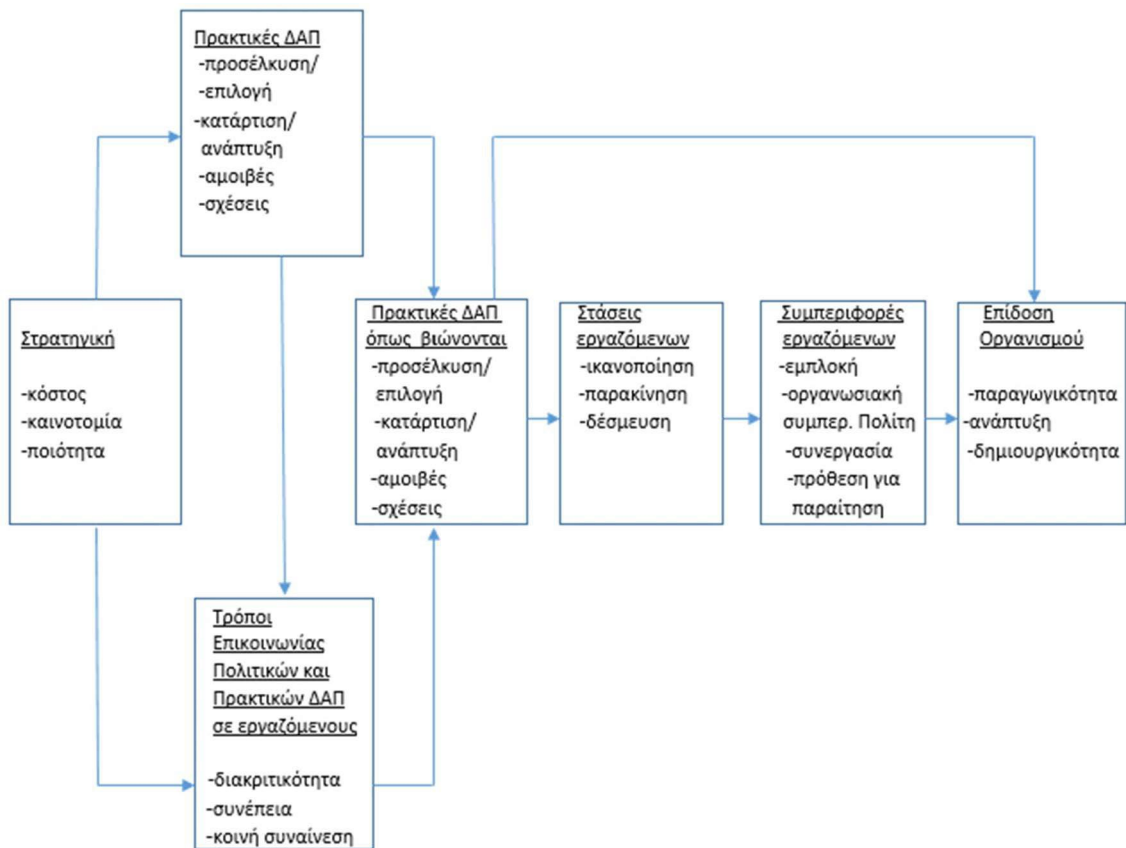 Πρακτικές ΔΑΠ
-προσέλκυση/
-επιλογή
-κατάρτιση/
ανάπτυξη
-αμοιβές
-σχέσεις
Στρατηγική
-κόστος
-καινοτομία
-ποιότητα
Πρακτικές ΔΑΠ
όπως βιώνονται
-προσέλκυση/
επιλογή
-κατάρτιση/
ανάπτυξη
-αμοιβές
-σχέσεις
Στάσεις
εργαζόμενων
-ικανοποίηση
-παρακίνηση
-δέσμευση
Συμπεριφορές
εργαζομένων
-εμπλοκή
-οργανωσιακή
συμπερ. Πολίτη
-συνεργασία
-πρόθεση για
παραίτηση
Επίδοση
Οργανισμού
-παραγωγικότητα
-ανάπτυξη
-δημιουργικότητα
Τρόποι
Επικοινωνίας
Πολιτικών και
Πρακτικών ΔΑΠ
σε εργαζόμενους
-διακριτικότητα
-συνέπεια
-κοινή συναίνεση